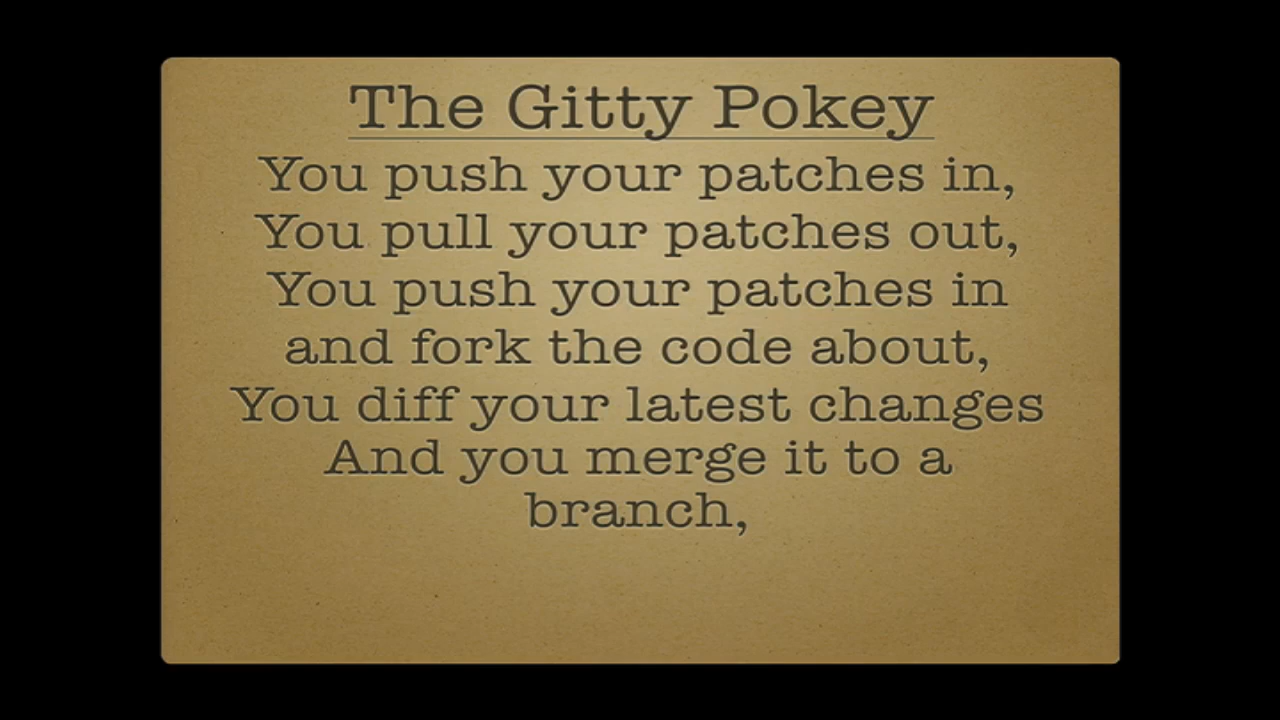 The Gitty Pokey
You push your patches in,
You pull your patches out,
You push your patches in
and fork the code about,
You diff your latest changes
And you merge it to a
branch,